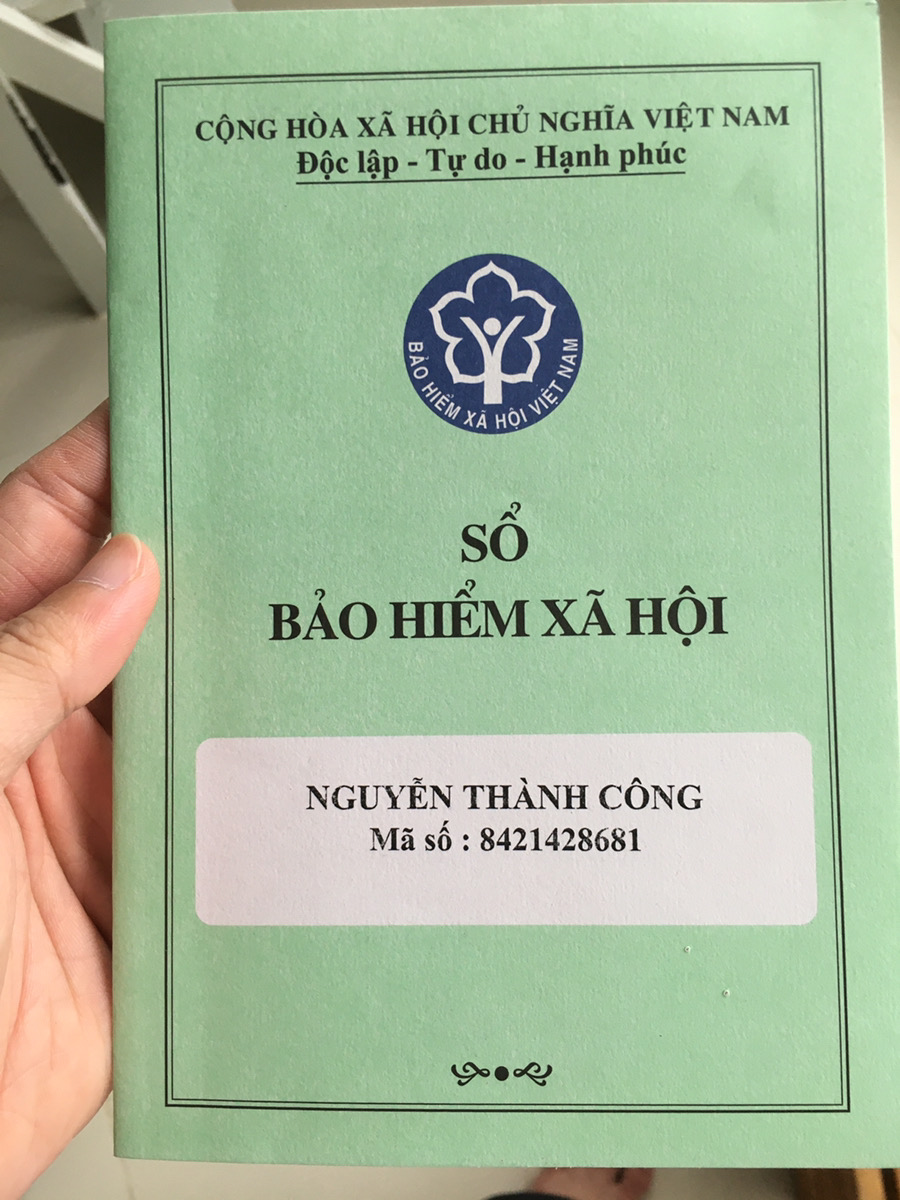 CỘNG HÒA XÃ HỘI CHỦ NGHĨA VIỆT NAM
Độc lập - Tự do - Hạnh phúc
BẢO HIỂM XÃ HỘI VIỆT NAM
SỔ
BẢO HIỂM XÃ HỘI
NGUYỄN THÀNH CÔNG
Mã số : 8421428681